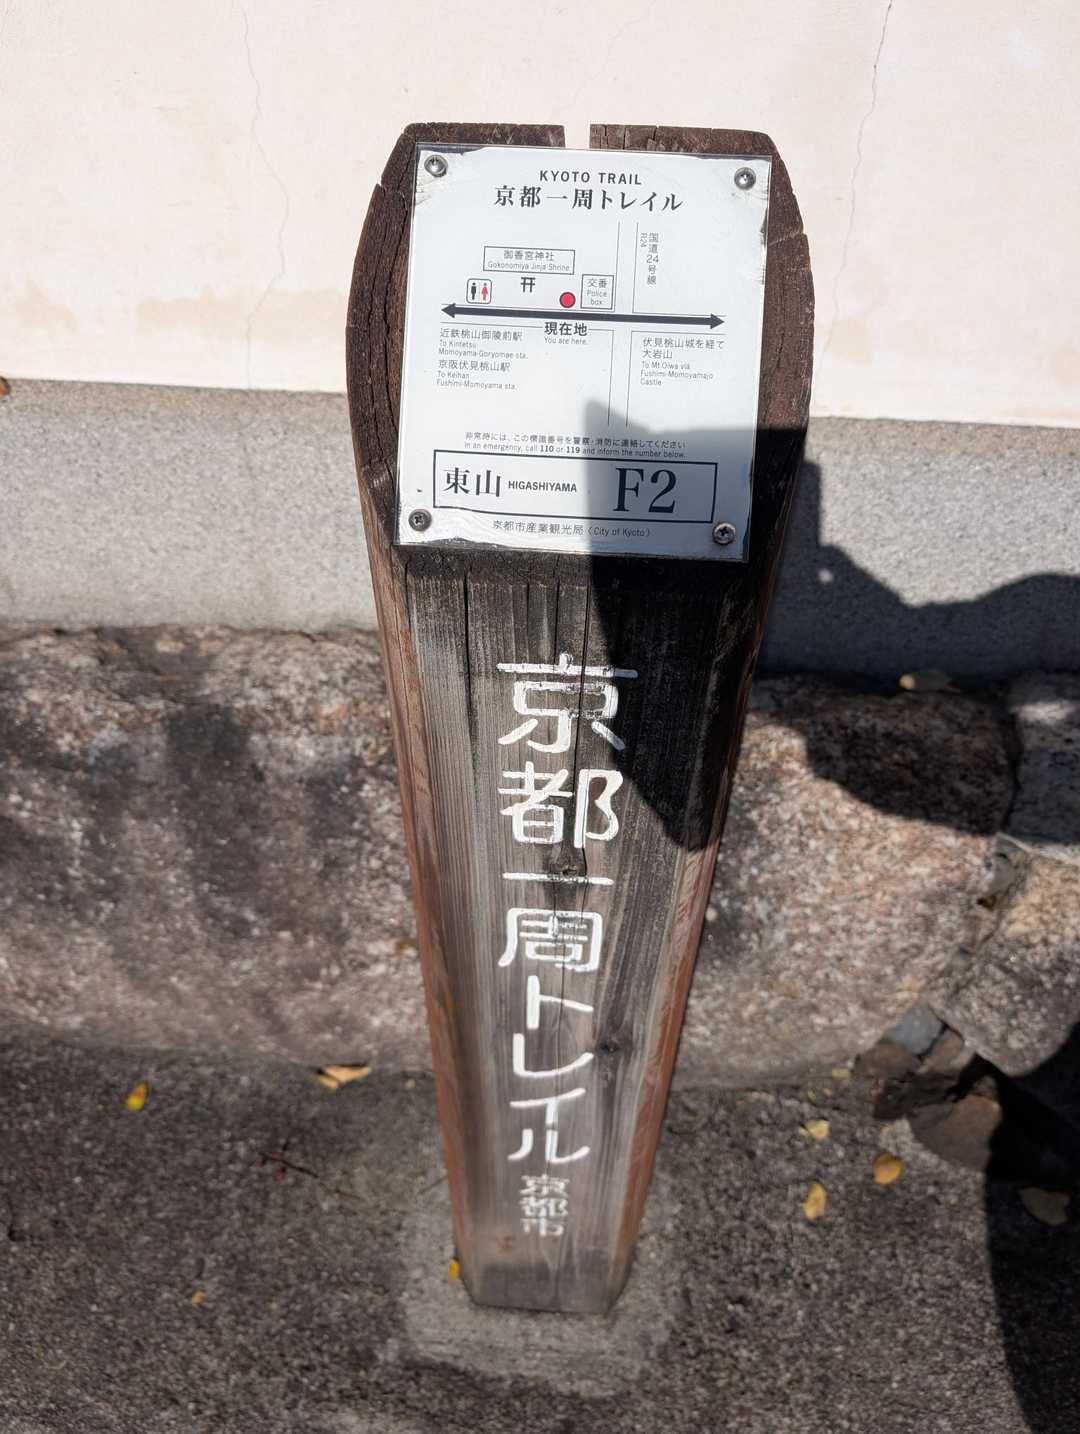 KYOTO TRAIL
京都一周トレイル
国道24号線
R24
御香宮神社
Gokonomiya Jinja Shrine
交番
Police
box
現在地
You are here.
近鉄桃山御陵前駅
To Kintetsu
Momoyama-Goryomae sta.
京阪伏見桃山駅
To Keihan
Fushimi-Momoyama sta.
伏見桃山城を経て
大岩山
To Mt.Oiwa via
Fushimi-Momoyamajo
Castle
非常時には、この標識番号を警察・消防に連絡してください
In an emergency, call 110 or 119 and inform the number below.
東山 HIGASHIYAMA F2
京都市産業観光局 (City of Kyoto)
京都一周トレイル
京都市